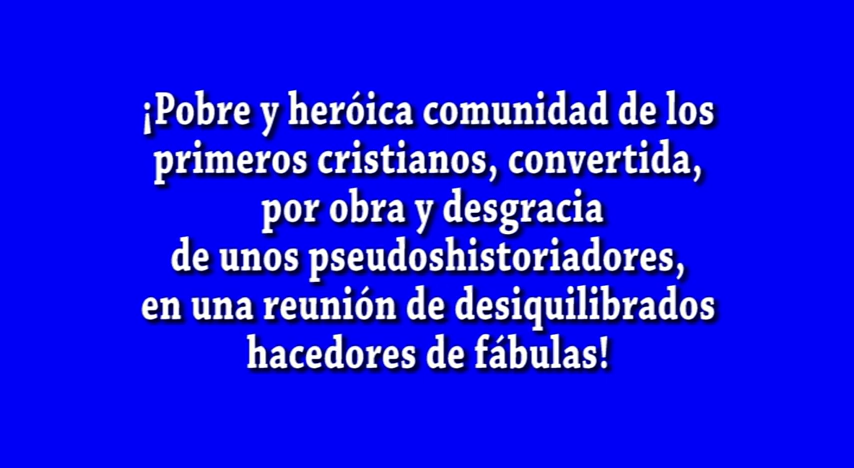 ¡Pobre y heróica comunidad de los
primeros cristianos, convertida,
por obra y desgracia
de unos pseudoshistoriadores,
en una reunión de desiquilibrados
hacedores de fábulas!